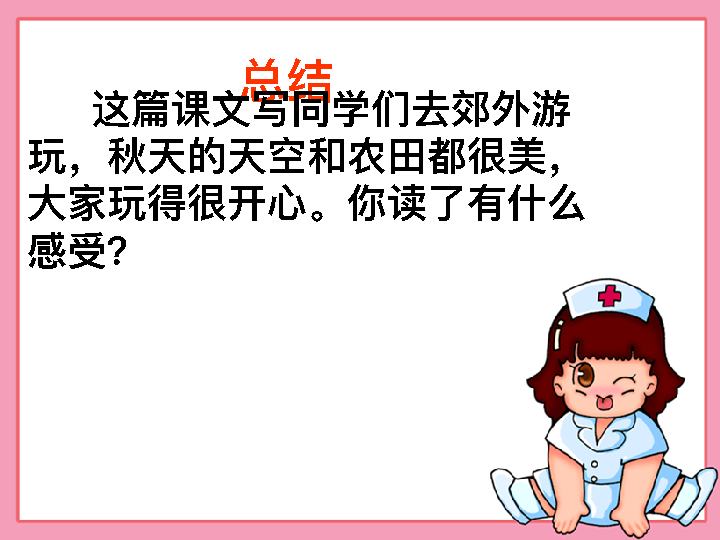 总结
这篇课文写同学们去郊外游
玩，秋天的天空和农田都很美，
大家玩得很开心。你读了有什么
感受？